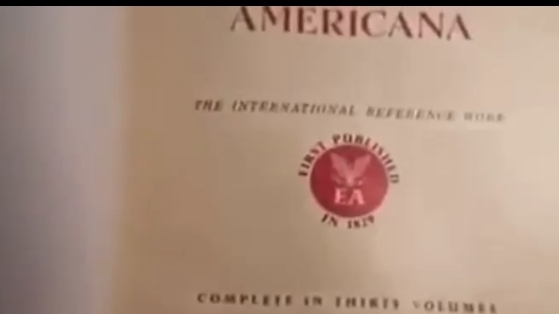 AMERICANA
THE INTERNATIONAL REFERENCE WORK
FIRST PUBLISHED
EA
IN 1829
COMPLETE IN THIRTY VOLUMES